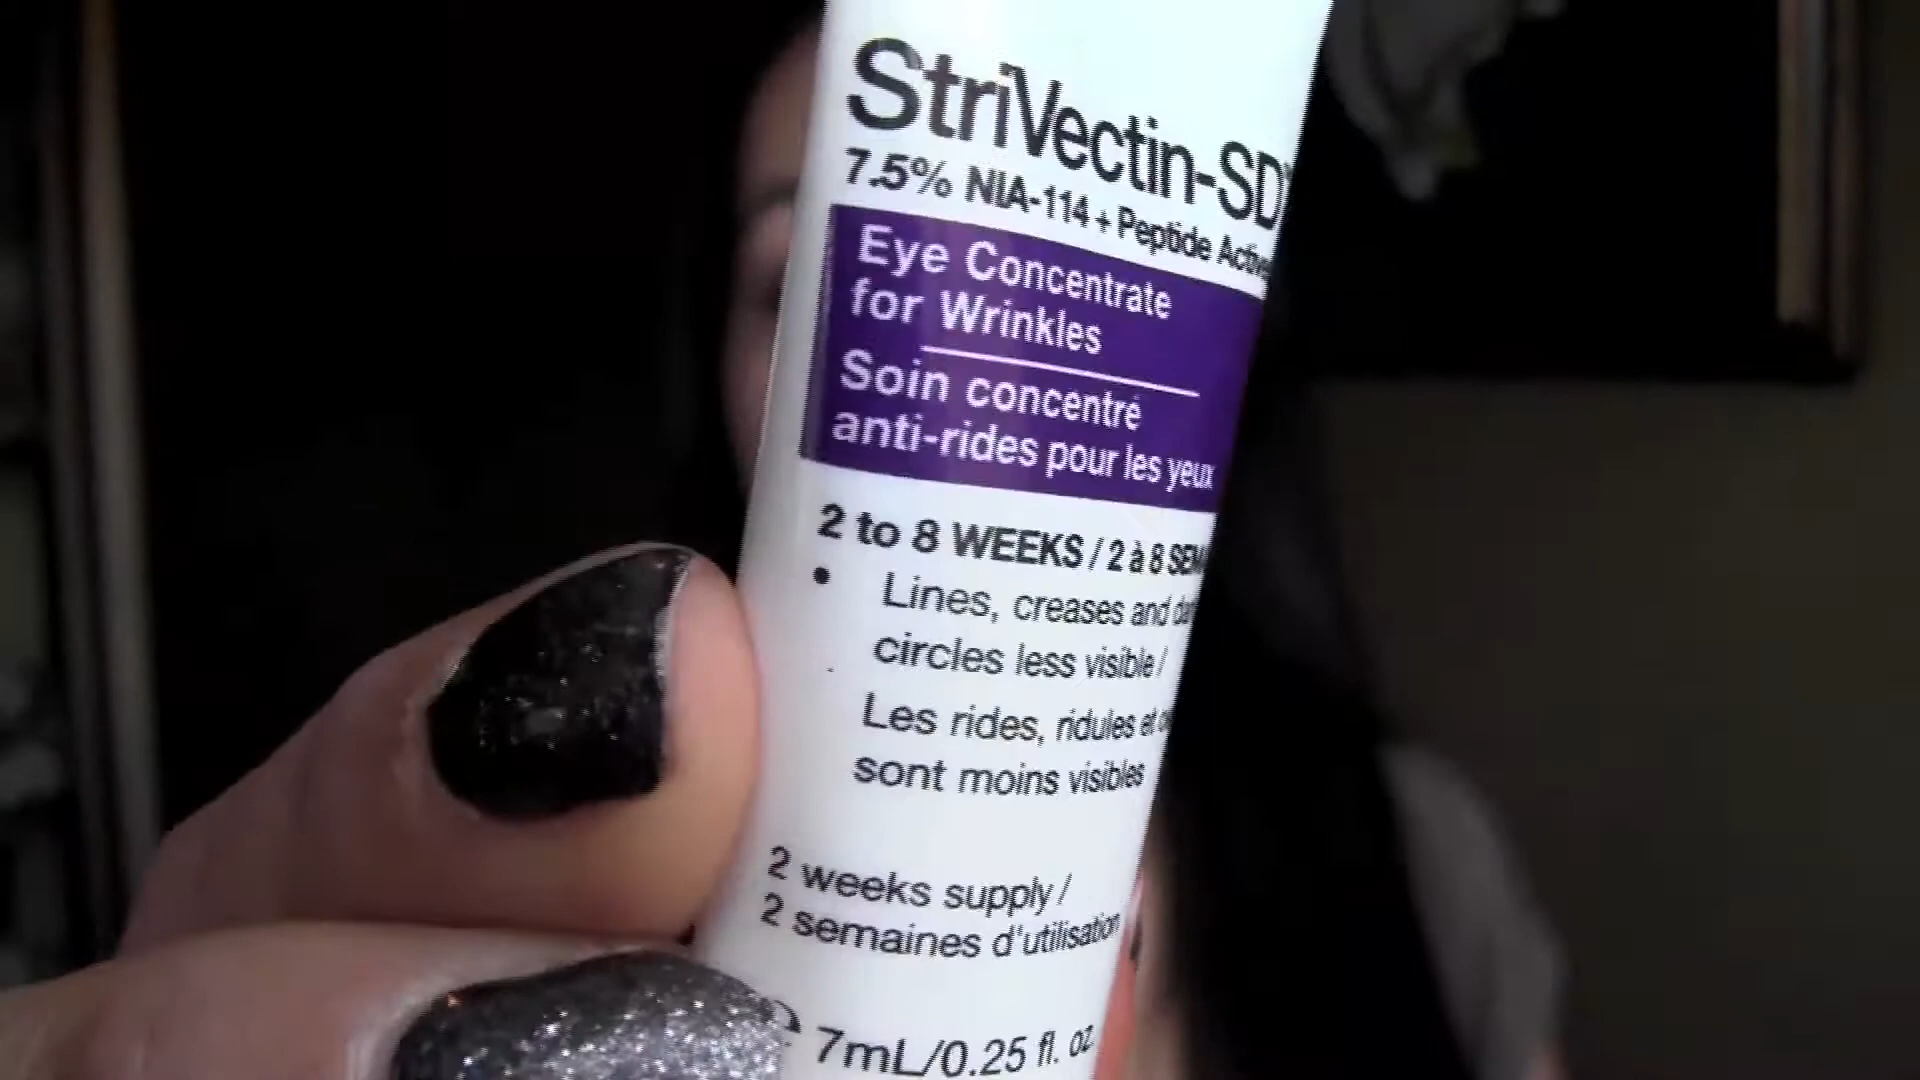 StriVectin-SD
7.5% NIA-114 + Peptide
Eye Concentrate
for Wrinkles
Soin concentré
anti-rides pour les yeux
2 to 8 WEEKS / 2 à 8
• Lines, creases and
circles less visible /
Les rides, ridules et
sont moins visibles
2 weeks supply /
2 semaines d'utilisation
7mL/0.25 fl. oz.